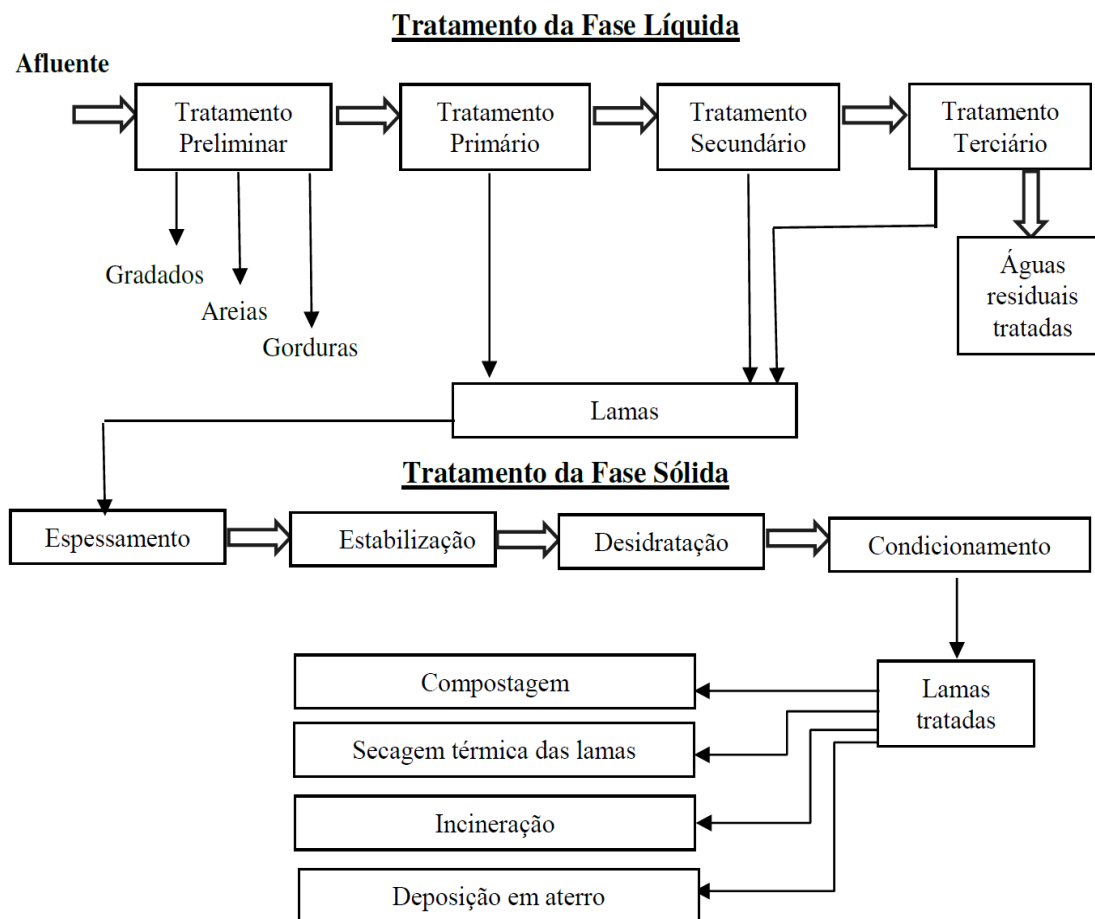 Tratamento da Fase Líquida
Afluente
Tratamento
Preliminar
Tratamento
Primário
Tratamento
Secundário
Tratamento
Terciário
Gradados
Areias
Gorduras
Águas
residuais
tratadas
Lamas
Tratamento da Fase Sólida
Espessamento
Estabilização
Desidratação
Condicionamento
Lamas
tratadas
Compostagem
Secagem térmica das lamas
Incineração
Deposição em aterro